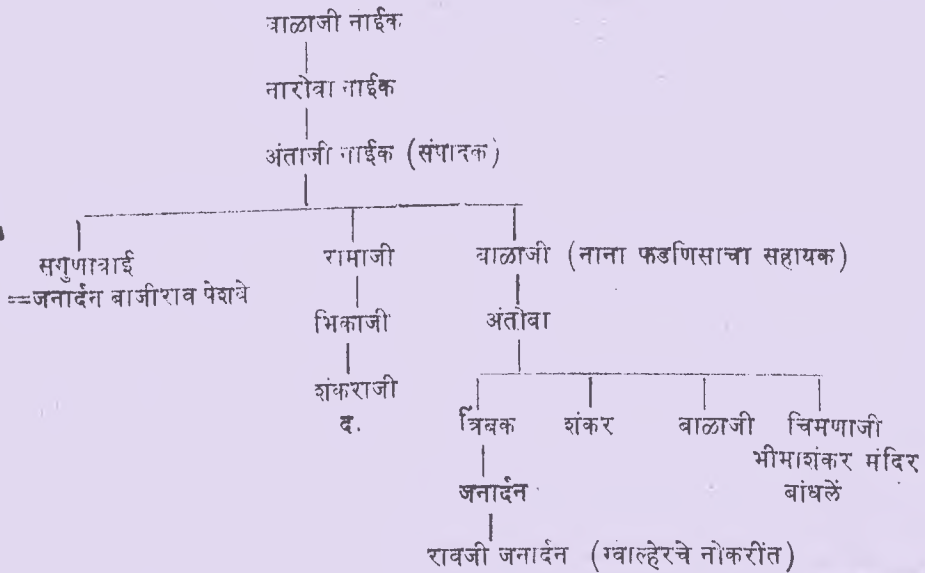 बाळाजी नाईक
नारोबा नाईक
अंताजी नाईक (संपादक)
सगुणाबाई रामाजी बाळाजी (नाना फडणिसाचा सहायक)
==जनार्दन बाजीराव पेशवे
भिकाजी अंतोबा
शंकराजी
द.
त्रिंबक शंकर बाळाजी चिमणाजी
भीमाशंकर मंदिर
बांधलें
जनार्दन
रावजी जनार्दन (ग्वाल्हेरचे नोकरींत)